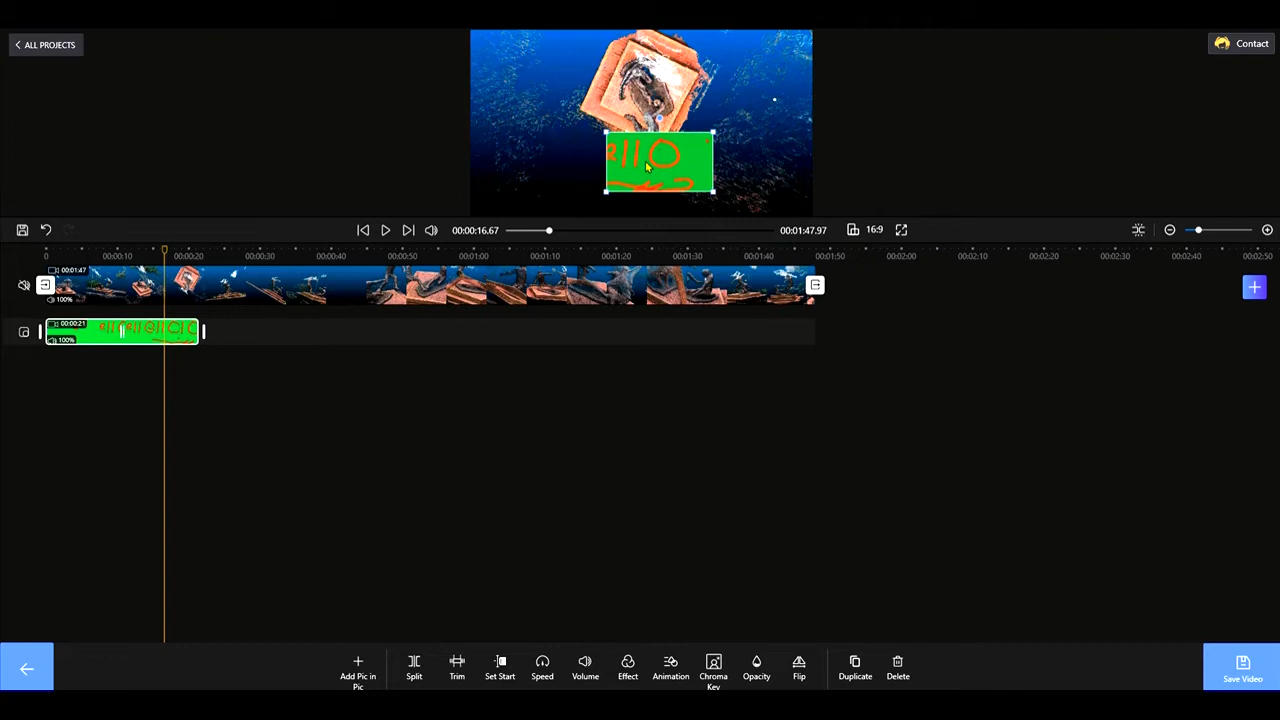 ALL PROJECTS
Contact
ell0
00:00:16.67
00:01:47.97
16:9
0 00:00:10 00:00:20 00:00:30 00:00:40 00:00:50 00:01:00 00:01:10 00:01:20 00:01:30 00:01:40 00:01:50 00:02:00 00:02:10 00:02:20 00:02:30 00:02:40 00:02:50
00:01:47
100%
00:00:21
100%
Add Pic in Pic
Split
Trim
Set Start
Speed
Volume
Effect
Animation
Chroma Key
Opacity
Flip
Duplicate
Delete
Save Video